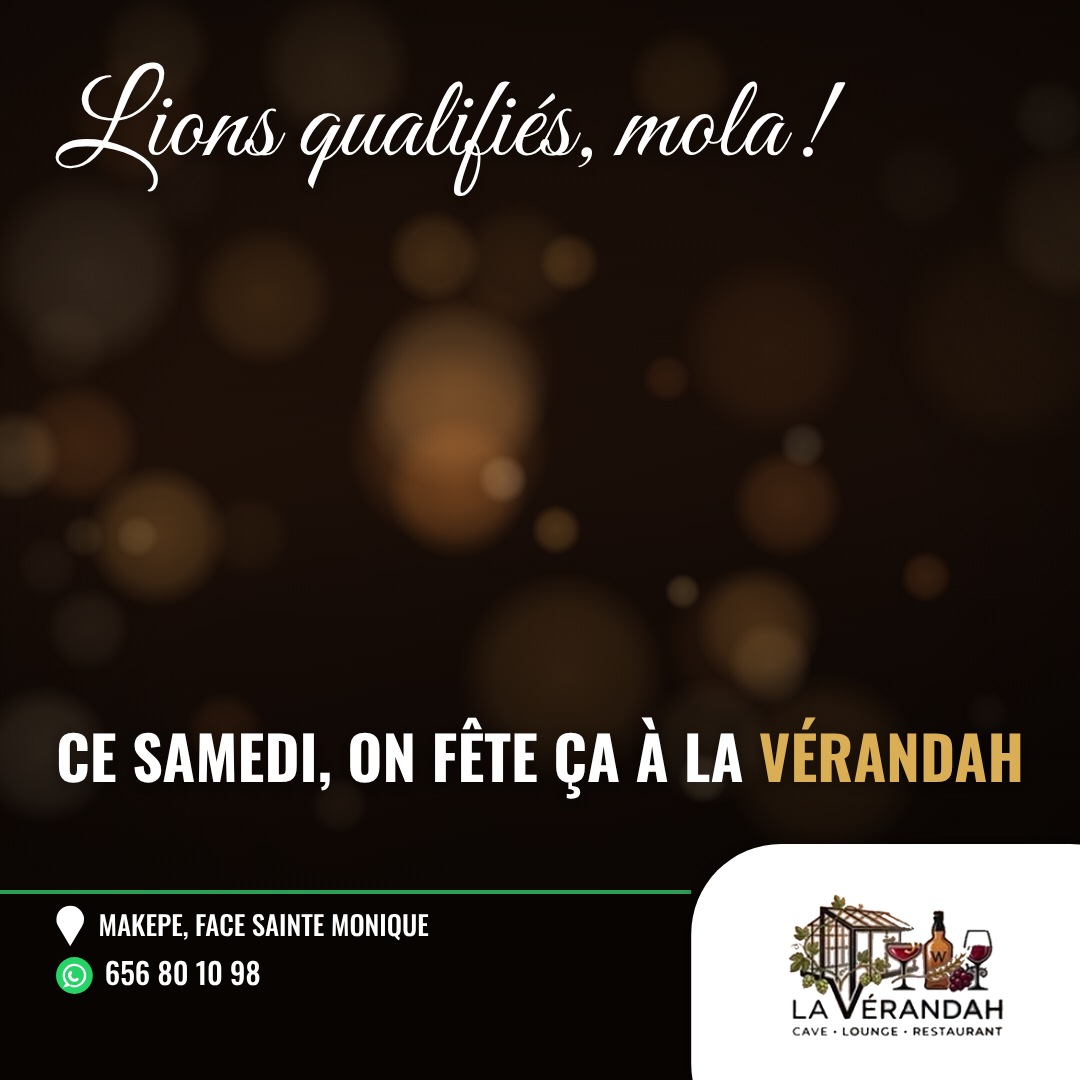 Lions qualifiés, mola !
CE SAMEDI, ON FÊTE ÇA À LA VÉRANDAH
MAKEPE, FACE SAINTE MONIQUE
656 80 10 98
W
LA VÉRANDAH
CAVE · LOUNGE · RESTAURANT